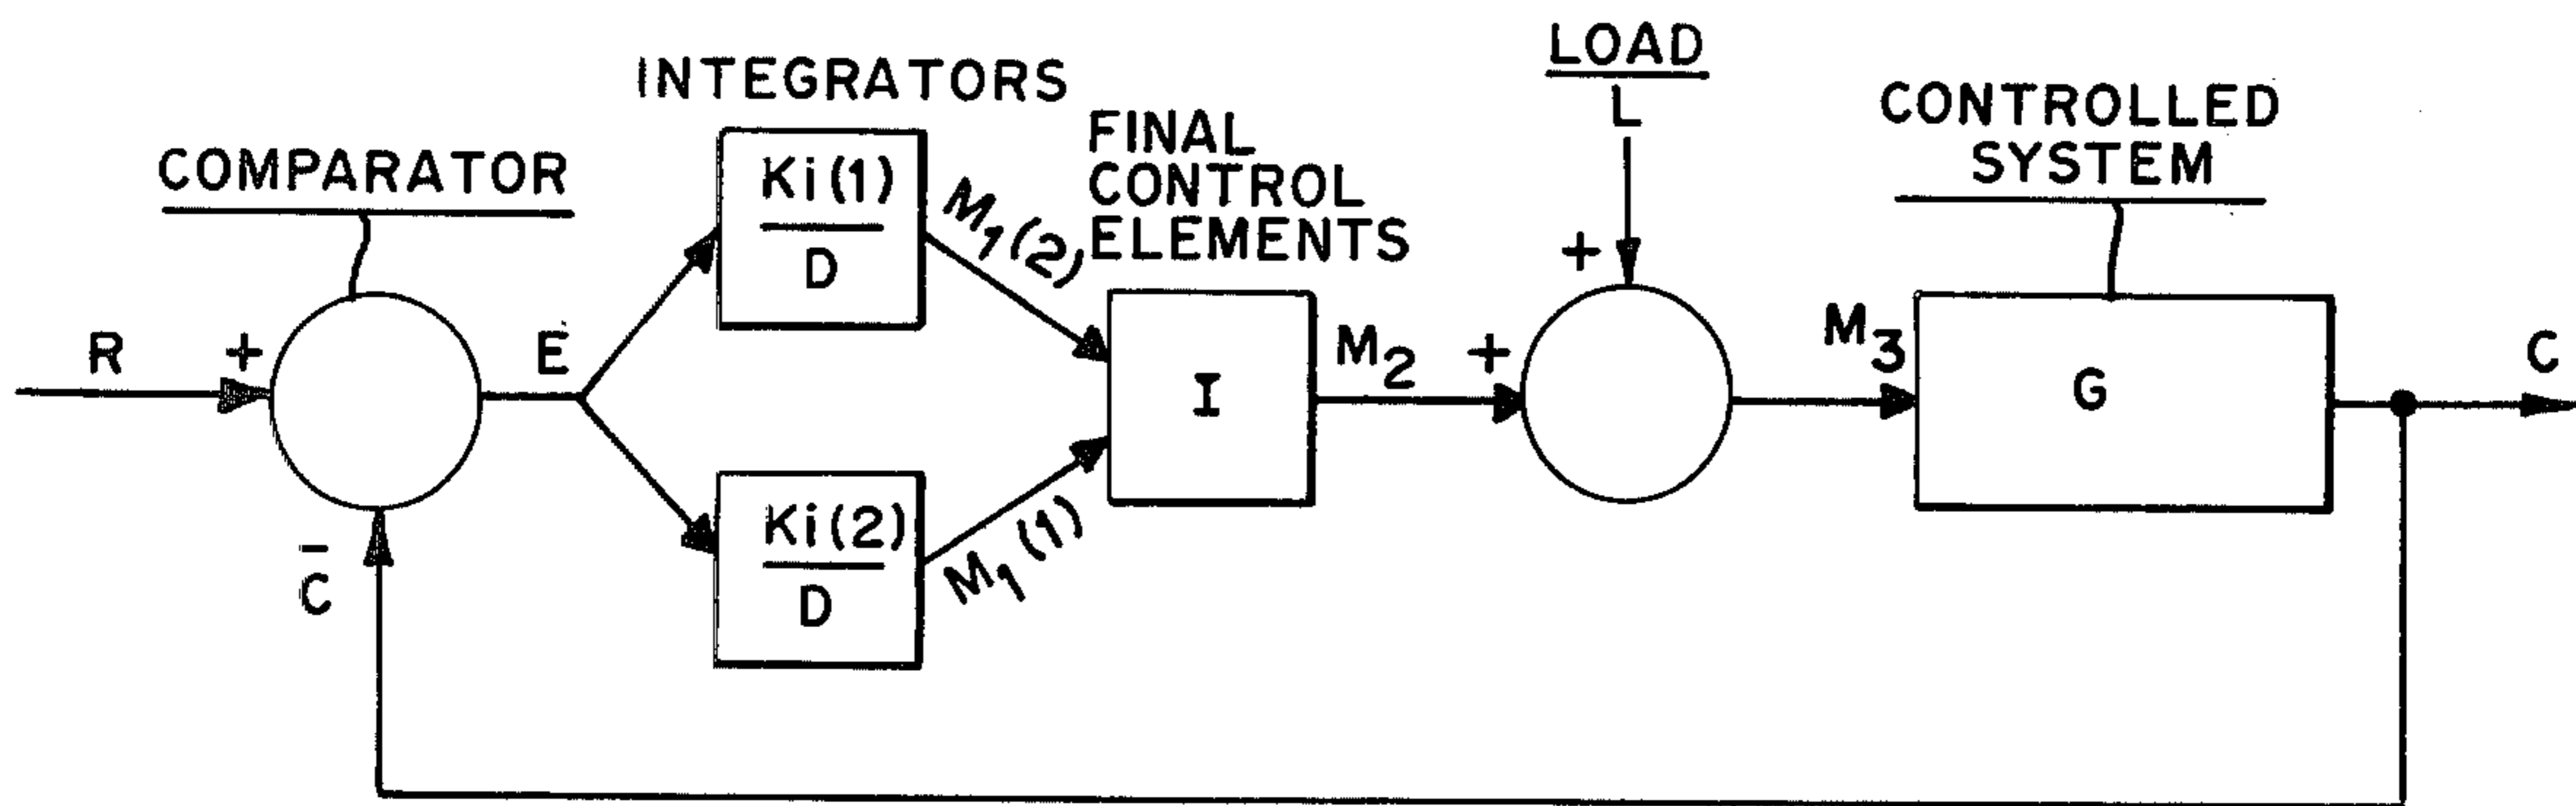 COMPARATOR
R
+
C
–
E
INTEGRATORS
Ki(1)
D
Ki(2)
D
M₁(2)
M₁(1)
FINAL
CONTROL
ELEMENTS
I
M₂
+
LOAD
L
+
M₃
CONTROLLED
SYSTEM
G
C